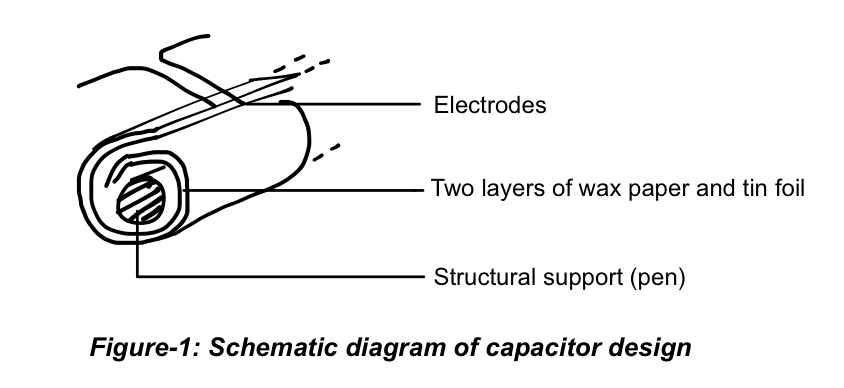 Electrodes
Two layers of wax paper and tin foil
Structural support (pen)
Figure-1: Schematic diagram of capacitor design